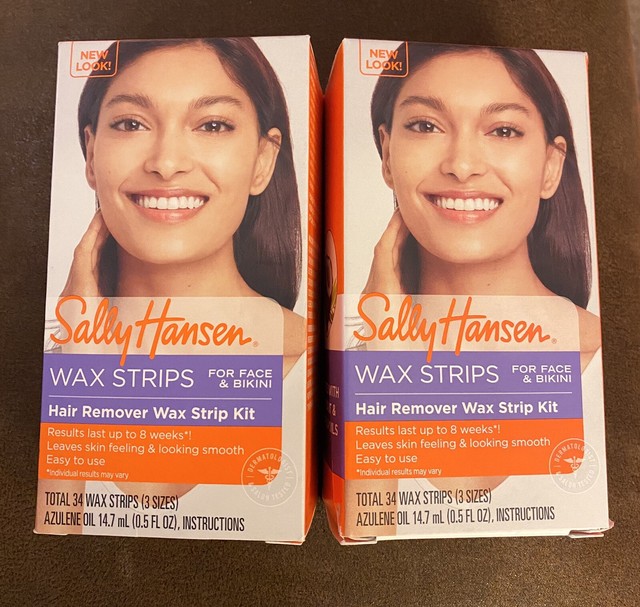 NEW
LOOK!
Sally Hansen®
WAX STRIPS
FOR FACE
& BIKINI
Hair Remover Wax Strip Kit
Results last up to 8 weeks*!
Leaves skin feeling & looking smooth
Easy to use
*Individual results may vary
TOTAL 34 WAX STRIPS (3 SIZES)
AZULENE OIL 14.7 mL (0.5 FL OZ), INSTRUCTIONS
NEW
LOOK!
Sally Hansen®
WAX STRIPS
FOR FACE
& BIKINI
Hair Remover Wax Strip Kit
Results last up to 8 weeks*!
Leaves skin feeling & looking smooth
Easy to use
*Individual results may vary
DERMATOLOGIST
TOTAL 34 WAX STRIPS (3 SIZES)
AZULENE OIL 14.7 mL (0.5 FL OZ), INSTRUCTIONS